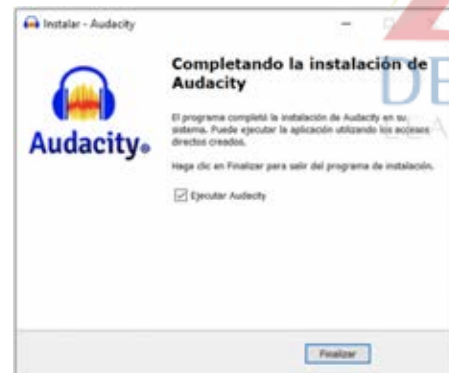 Instalar - Audacity
Completando la instalación de
Audacity
El programa completó la instalación de Audacity en su
sistema. Puede ejecutar la aplicación utilizando los accesos
directos creados.
Haga clic en Finalizar para salir del programa de instalación.
Ejecutar Audacity
Audacity®
Finalizar
DE